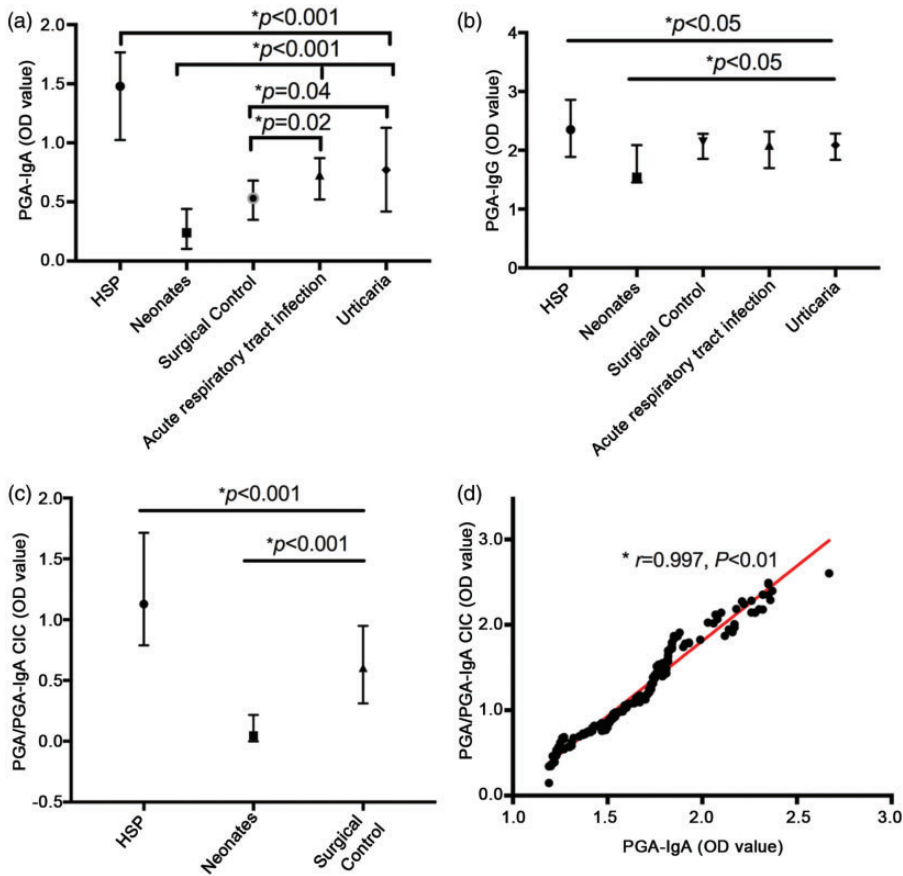 (a)
*p<0.001
*p<0.001
*p=0.04
*p=0.02
PGA-IgA (OD value)
2.0
1.5
1.0
0.5
0.0
HSP
Neonates
Surgical Control
Acute respiratory tract infection
Urticaria
(b)
*p<0.05
*p<0.05
PGA-IgG (OD value)
4
3
2
1
0
HSP
Neonates
Surgical Control
Acute respiratory tract infection
Urticaria
(c)
*p<0.001
*p<0.001
PGA/PGA-IgA CIC (OD value)
2.0
1.5
1.0
0.5
0.0
-0.5
HSP
Neonates
Surgical
Control
(d)
* r=0.997, P<0.01
PGA/PGA-IgA CIC (OD value)
3.0
2.0
1.0
0.0
1.0
1.5
2.0
2.5
3.0
PGA-IgA (OD value)